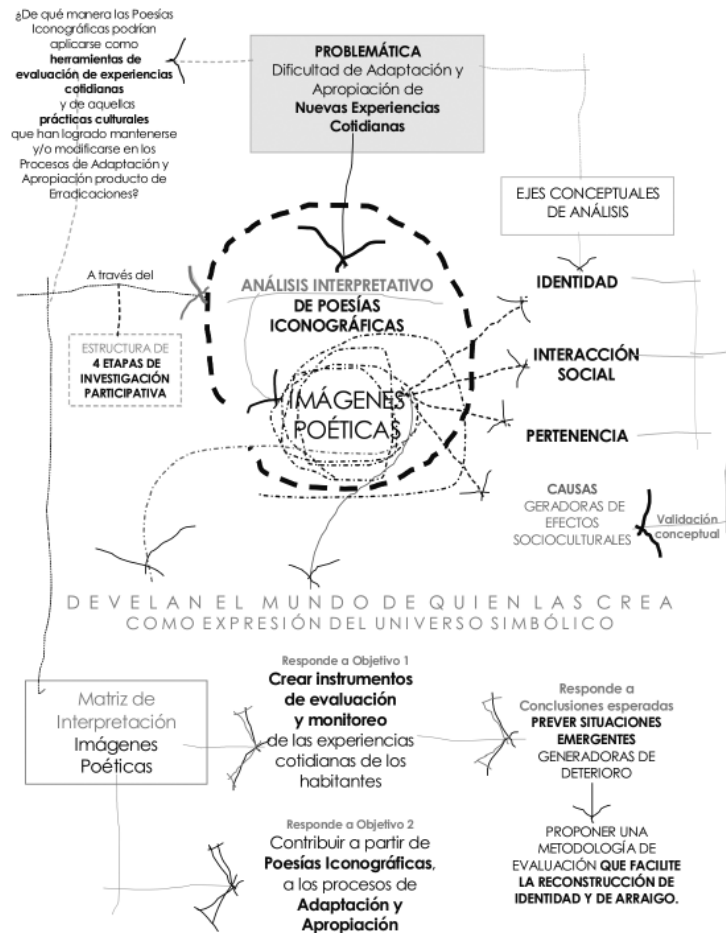 ¿De qué manera las Poesías
Iconográficas podrían
aplicarse como
herramientas de
evaluación de experiencias
cotidianas
y de aquellas
prácticas culturales
que han logrado mantenerse
y/o modificarse en los
Procesos de Adaptación y
Apropiación producto de
Erradicaciones?
PROBLEMÁTICA
Dificultad de Adaptación y
Apropiación de
Nuevas Experiencias
Cotidianas
EJES CONCEPTUALES
DE ANÁLISIS
A través del
ESTRUCTURA DE
4 ETAPAS DE
INVESTIGACIÓN
PARTICIPATIVA
ANÁLISIS INTERPRETATIVO
DE POESÍAS
ICONOGRÁFICAS
IMÁGENES
POÉTICAS
IDENTIDAD
INTERACCIÓN
SOCIAL
PERTENENCIA
CAUSAS
GERADORAS DE
EFECTOS
SOCIOCULTURALES
Validación
conceptual
DEVELAN EL MUNDO DE QUIEN LAS CREA
COMO EXPRESIÓN DEL UNIVERSO SIMBÓLICO
Matriz de
Interpretación
Imágenes
Poéticas
Responde a Objetivo 1
Crear instrumentos
de evaluación
y monitoreo
de las experiencias
cotidianas de los
habitantes
Responde a
Conclusiones esperadas
PREVER SITUACIONES
EMERGENTES
GENERADORAS DE
DETERIORO
Responde a Objetivo 2
Contribuir a partir de
Poesías Iconográficas,
a los procesos de
Adaptación y
Apropiación
PROPONER UNA
METODOLOGÍA DE
EVALUACIÓN QUE FACILITE
LA RECONSTRUCCIÓN DE
IDENTIDAD Y DE ARRAIGO.